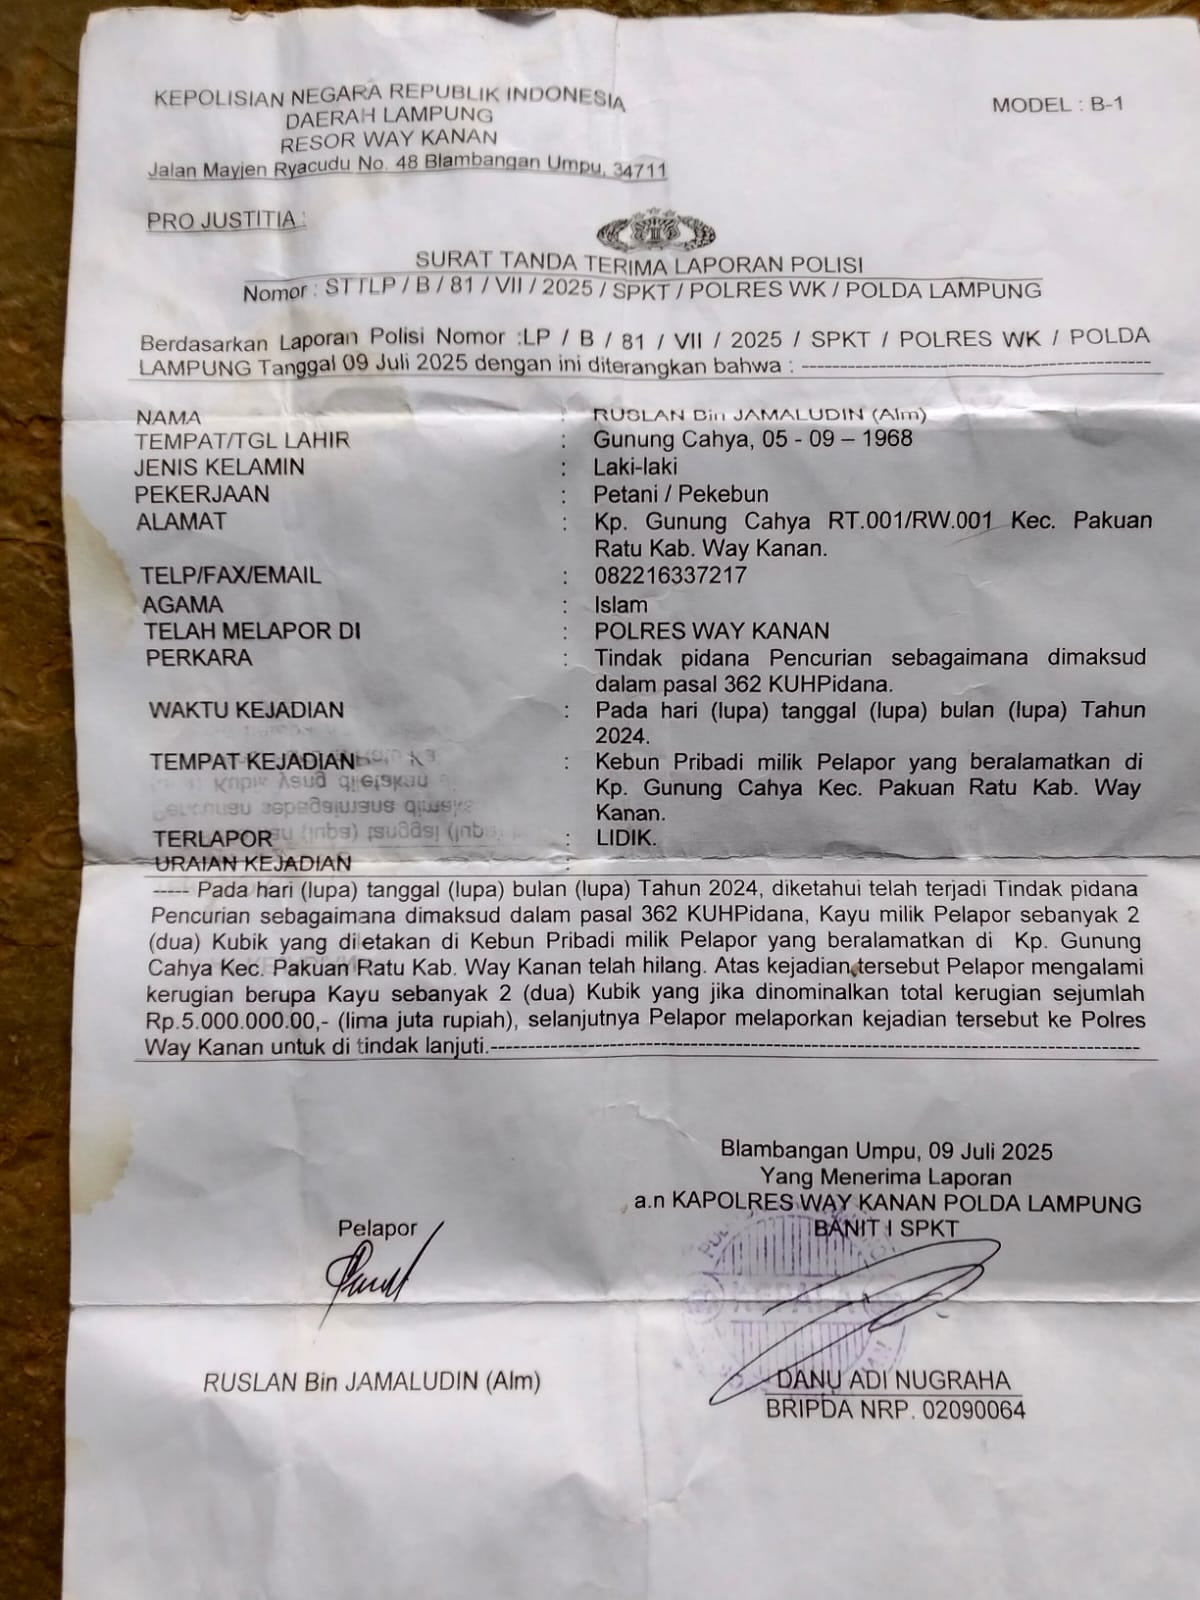 KEPOLISIAN NEGARA REPUBLIK INDONESIA
DAERAH LAMPUNG
RESOR WAY KANAN
Jalan Mayjen Ryacudu No. 48 Blambangan Umpu, 34711
MODEL : B-1
PRO JUSTITIA :
SURAT TANDA TERIMA LAPORAN POLISI
Nomor : STTLP / B / 81 / VII / 2025 / SPKT / POLRES WK / POLDA LAMPUNG
Berdasarkan Laporan Polisi Nomor :LP / B / 81 / VII / 2025 / SPKT / POLRES WK / POLDA
LAMPUNG Tanggal 09 Juli 2025 dengan ini diterangkan bahwa : ----------------------------------------------
NAMA : RUSLAN Bin JAMALUDIN (Alm)
TEMPAT/TGL LAHIR : Gunung Cahya, 05 - 09 – 1968
JENIS KELAMIN : Laki-laki
PEKERJAAN : Petani / Pekebun
ALAMAT : Kp. Gunung Cahya RT.001/RW.001 Kec. Pakuan
Ratu Kab. Way Kanan.
TELP/FAX/EMAIL : 082216337217
AGAMA : Islam
TELAH MELAPOR DI : POLRES WAY KANAN
PERKARA : Tindak pidana Pencurian sebagaimana dimaksud
dalam pasal 362 KUHPidana.
WAKTU KEJADIAN : Pada hari (lupa) tanggal (lupa) bulan (lupa) Tahun
2024.
TEMPAT KEJADIAN : Kebun Pribadi milik Pelapor yang beralamatkan di
Kp. Gunung Cahya Kec. Pakuan Ratu Kab. Way
Kanan.
TERLAPOR : LIDIK.
URAIAN KEJADIAN :
----- Pada hari (lupa) tanggal (lupa) bulan (lupa) Tahun 2024, diketahui telah terjadi Tindak pidana
Pencurian sebagaimana dimaksud dalam pasal 362 KUHPidana, Kayu milik Pelapor sebanyak 2
(dua) Kubik yang diletakan di Kebun Pribadi milik Pelapor yang beralamatkan di Kp. Gunung
Cahya Kec. Pakuan Ratu Kab. Way Kanan telah hilang. Atas kejadian tersebut Pelapor mengalami
kerugian berupa Kayu sebanyak 2 (dua) Kubik yang jika dinominalkan total kerugian sejumlah
Rp.5.000.000.00,- (lima juta rupiah), selanjutnya Pelapor melaporkan kejadian tersebut ke Polres
Way Kanan untuk di tindak lanjuti.-----------------------------------------------------------------------------------
Blambangan Umpu, 09 Juli 2025
Yang Menerima Laporan
a.n KAPOLRES WAY KANAN POLDA LAMPUNG
BANIT I SPKT
Pelapor
KEPALA
RUSLAN Bin JAMALUDIN (Alm)
DANU ADI NUGRAHA
BRIPDA NRP. 02090064